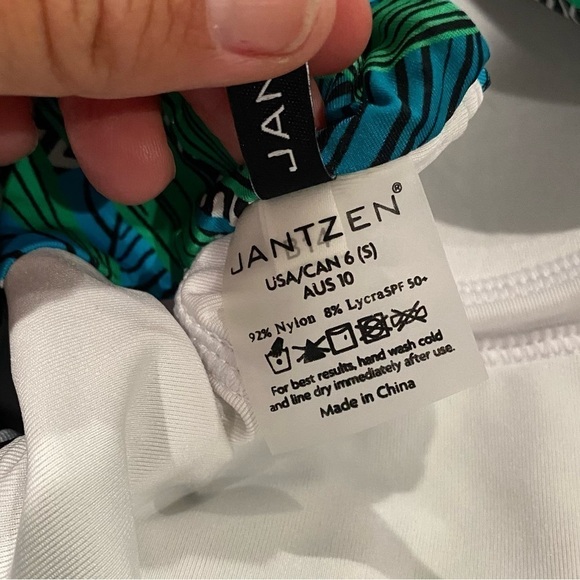 JAN
JANTZEN®
USA/CAN 6 (S)
AUS 10
92% Nylon 8% LycraSPF 50+
For best results, hand wash cold
and line dry immediately after use.
Made in China